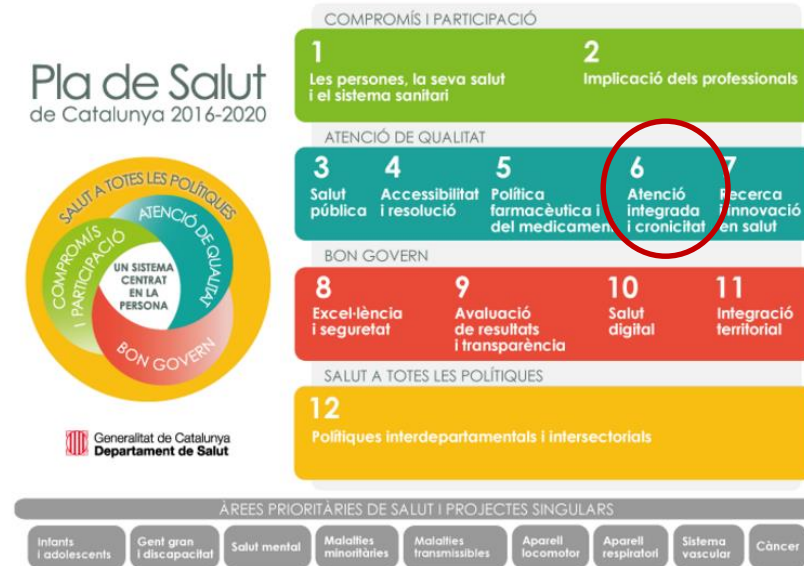 Pla de Salut
de Catalunya 2016-2020
SALUT A TOTES LES POLÍTIQUES
COMPROMÍS
I PARTICIPACIÓ
ATENCIÓ DE QUALITAT
BON GOVERN
UN SISTEMA
CENTRAT
EN LA
PERSONA
Generalitat de Catalunya
Departament de Salut
COMPROMÍS I PARTICIPACIÓ
1
Les persones, la seva salut
i el sistema sanitari
2
Implicació dels professionals
ATENCIÓ DE QUALITAT
3
Salut
pública
4
Accessibilitat
i resolució
5
Política
farmacèutica i
del medicament
6
Atenció
integrada
i cronicitat
7
Recerca
i innovació
en salut
BON GOVERN
8
Excel·lència
i seguretat
9
Avaluació
de resultats
i transparència
10
Salut
digital
11
Integració
territorial
SALUT A TOTES LES POLÍTIQUES
12
Polítiques interdepartamentals i intersectorials
ÀREES PRIORITÀRIES DE SALUT I PROJECTES SINGULARS
Infants
i adolescents
Gent gran
i discapacitat
Salut mental
Malalties
minoritàries
Malalties
transmissibles
Aparell
locomotor
Aparell
respiratori
Sistema
vascular
Càncer